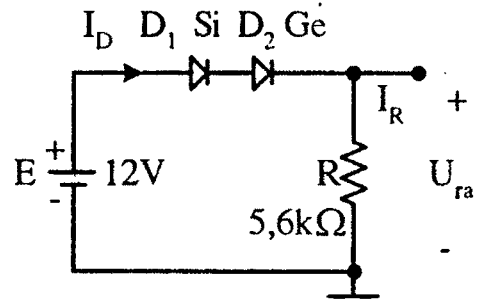 I_D D_1 Si D_2 Ge
I_R +
+
E 12V R U_ra
-
5,6kΩ
-